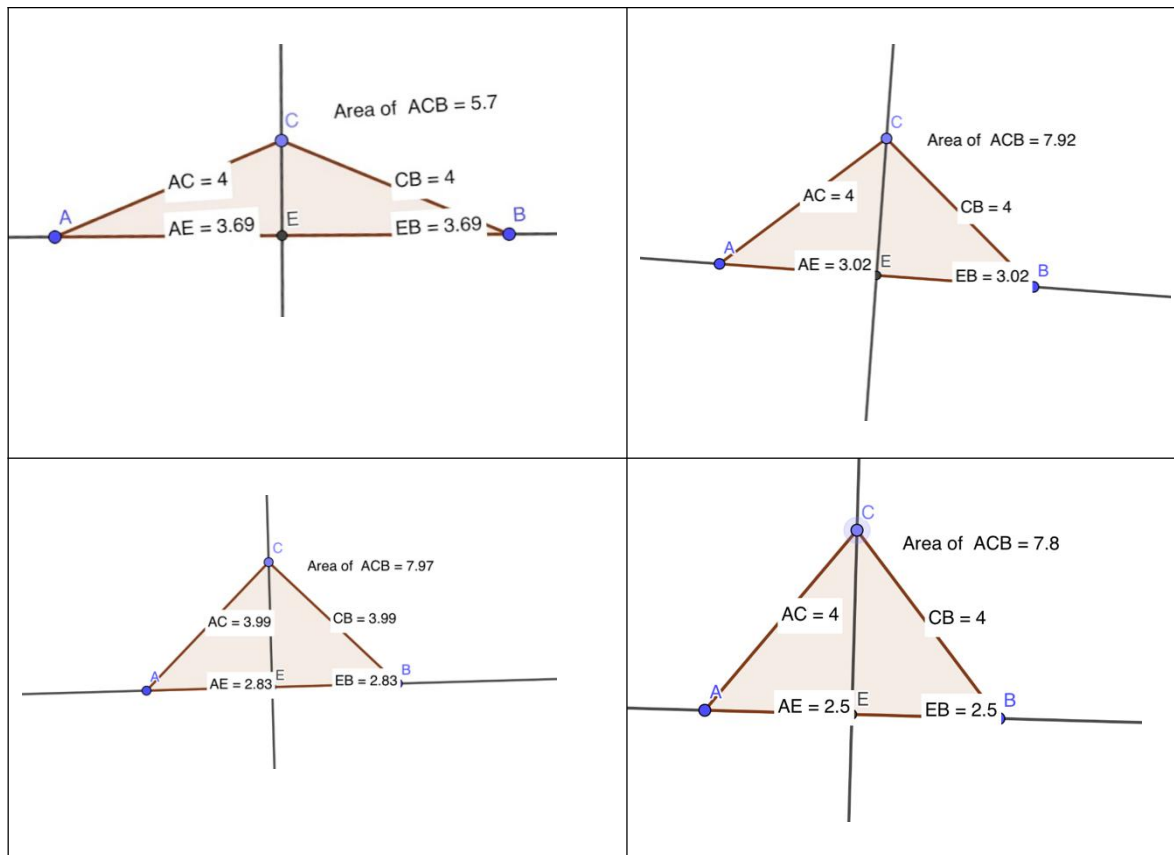 Area of ACB = 5.7
C
AC = 4
CB = 4
A
AE = 3.69
E
EB = 3.69
B
C
Area of ACB = 7.92
AC = 4
CB = 4
A
AE = 3.02
E
EB = 3.02
B
C
Area of ACB = 7.97
AC = 3.99
CB = 3.99
A
AE = 2.83
E
EB = 2.83
B
C
Area of ACB = 7.8
AC = 4
CB = 4
A
AE = 2.5
E
EB = 2.5
B